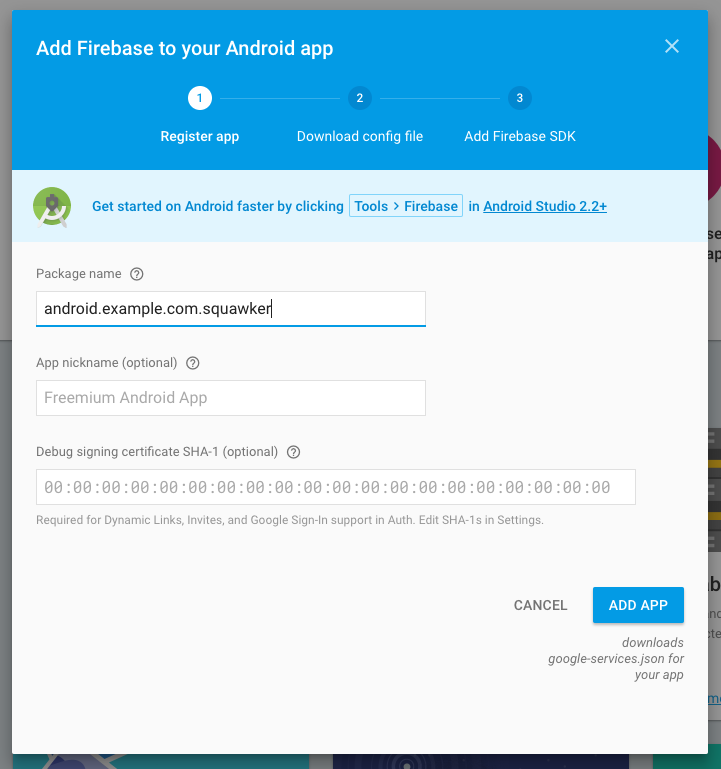 Add Firebase to your Android app
1 2 3
Register app Download config file Add Firebase SDK
Get started on Android faster by clicking Tools > Firebase in Android Studio 2.2+
Package name ?
android.example.com.squawker
App nickname (optional) ?
Freemium Android App
Debug signing certificate SHA-1 (optional) ?
00:00:00:00:00:00:00:00:00:00:00:00:00:00:00:00:00:00:00:00
Required for Dynamic Links, Invites, and Google Sign-In support in Auth. Edit SHA-1s in Settings.
CANCEL ADD APP
downloads
google-services.json for
your app